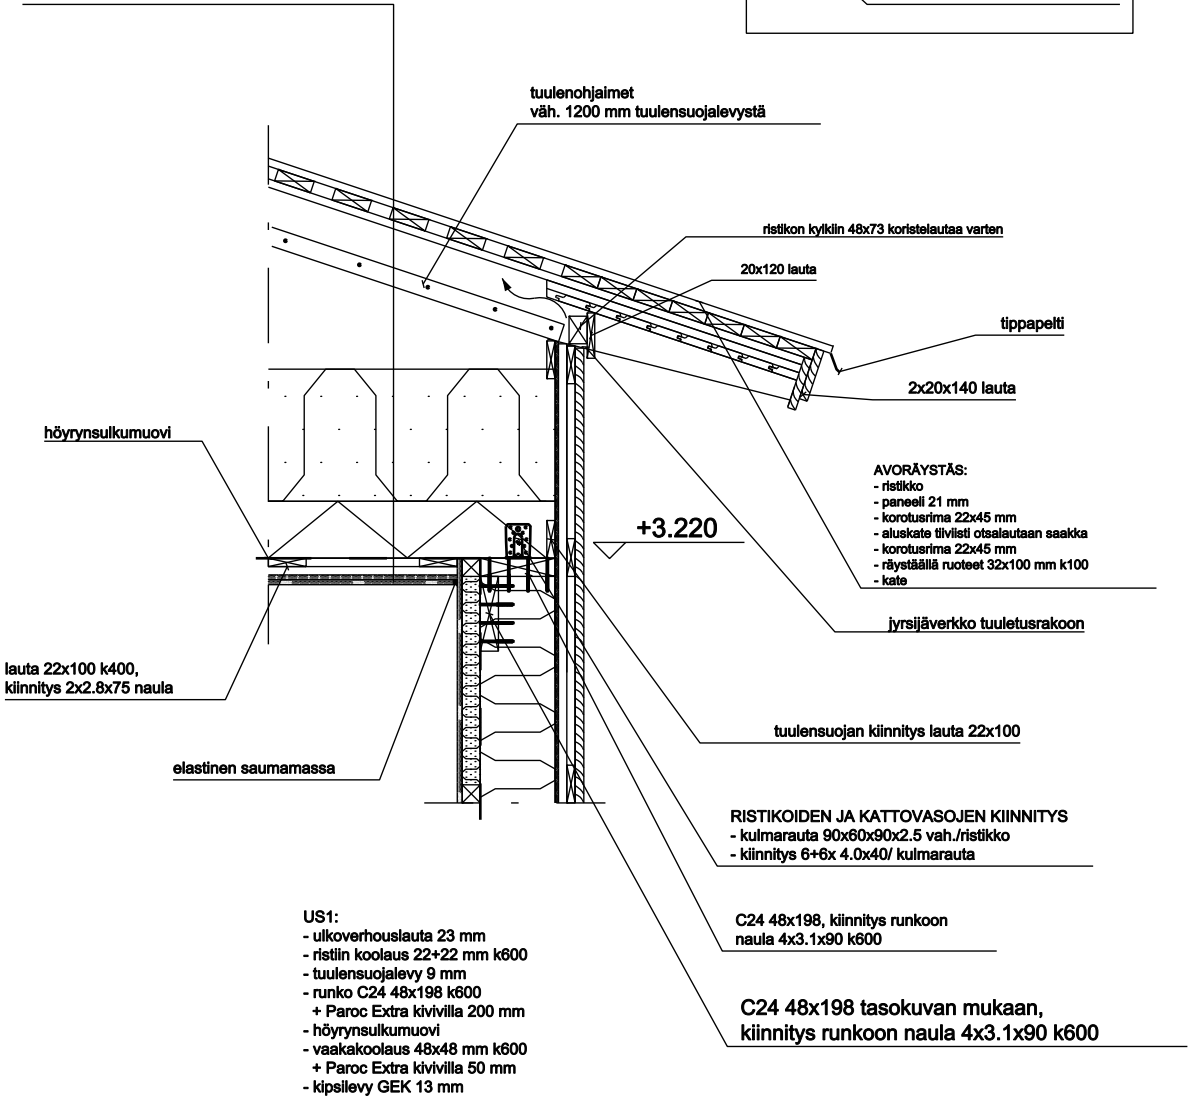 tuulenohjaimet
väh. 1200 mm tuulensuojalevystä
ristikon kylkiin 48x73 koristelautaa varten
20x120 lauta
tippapelti
2x20x140 lauta
höyrynsulkumuovi
AVORÄYSTÄS:
- ristikko
- paneeli 21 mm
- korotusrima 22x45 mm
- aluskate tiiviisti otsalautaan saakka
- korotusrima 22x45 mm
- räystäällä ruoteet 32x100 mm k100
- kate
+3.220
jyrsijäverkko tuuletusrakoon
lauta 22x100 k400,
kiinnitys 2x2.8x75 naula
tuulensuojan kiinnitys lauta 22x100
elastinen saumamassa
RISTIKOIDEN JA KATTOVASOJEN KIINNITYS
- kulmarauta 90x60x90x2.5 vah./ristikko
- kiinnitys 6+6x 4.0x40/ kulmarauta
C24 48x198, kiinnitys runkoon
naula 4x3.1x90 k600
C24 48x198 tasokuvan mukaan,
kiinnitys runkoon naula 4x3.1x90 k600
US1:
- ulkoverhouslauta 23 mm
- ristiin koolaus 22+22 mm k600
- tuulensuojalevy 9 mm
- runko C24 48x198 k600
+ Paroc Extra kivivilla 200 mm
- höyrynsulkumuovi
- vaakakoolaus 48x48 mm k600
+ Paroc Extra kivivilla 50 mm
- kipsilevy GEK 13 mm